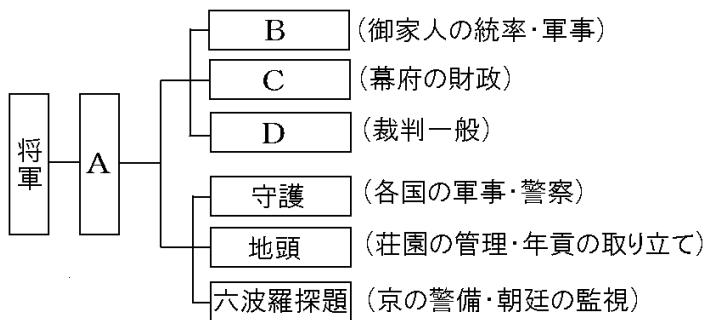 将軍
A
B (御家人の統率・軍事)
C (幕府の財政)
D (裁判一般)
守護 (各国の軍事・警察)
地頭 (荘園の管理・年貢の取り立て)
六波羅探題 (京の警備・朝廷の監視)